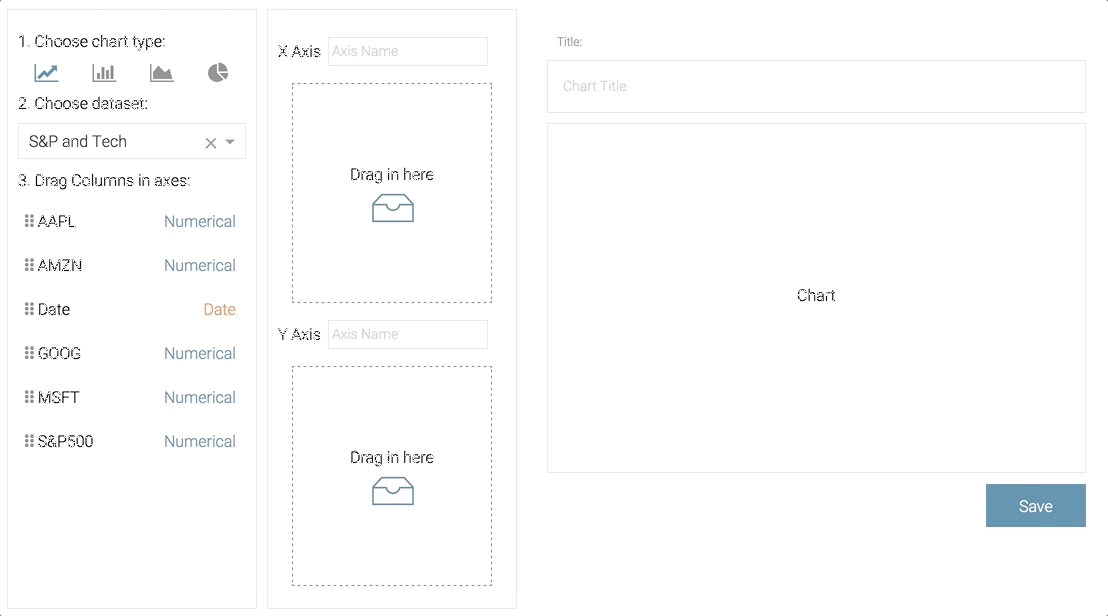 1. Choose chart type:
2. Choose dataset:
S&P and Tech
3. Drag Columns in axes:
AAPL Numerical
AMZN Numerical
Date Date
GOOG Numerical
MSFT Numerical
S&P500 Numerical
X Axis Axis Name
Drag in here
Y Axis Axis Name
Drag in here
Title:
Chart Title
Chart
Save